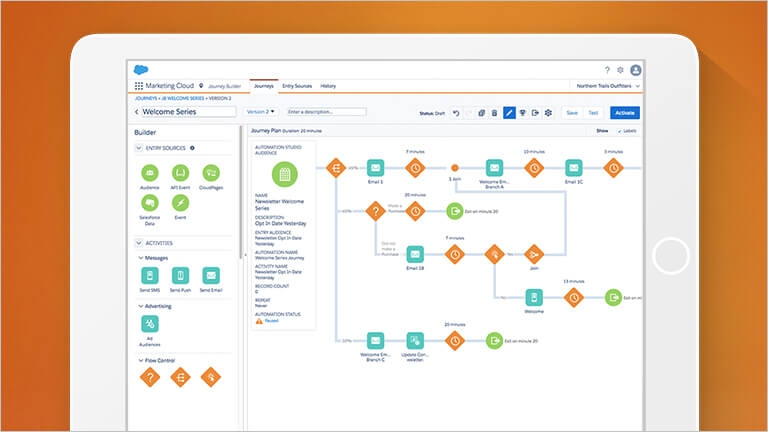 Marketing Cloud
Journey Builder
Journeys
Entry Sources
History
Northern Trails Outfitters
JOURNEYS > JB WELCOME SERIES > VERSION 2
Welcome Series
Version 2
Enter a description...
Status: Draft
Save
Test
Activate
Builder
Journey Plan Duration: 20 minutes
Show
Labels
ENTRY SOURCES
Audience
API Event
CloudPages
Salesforce
Data
Event
ACTIVITIES
Messages
Send SMS
Send Push
Send Email
Advertising
Ad
Audiences
Flow Control
AUTOMATION STUDIO
AUDIENCE
NAME
Newsletter Welcome
Series
DESCRIPTION
Opt In Date Yesterday
ENTRY AUDIENCE
Newsletter Opt In Date
Yesterday
AUTOMATION NAME
Welcome Series Journey
ACTIVITY NAME
Newsletter Opt In Date
Yesterday
RECORD COUNT
0
REPEAT
Never
AUTOMATION STATUS
Paused
Email 1
7 minutes
1 Join
Welcome Em...
Branch A
10 minutes
Email 1C
3 minutes
Made a
Purchase
20 minutes
Exit on minute 20
Did not
make a
Purchase
Email 1B
7 minutes
Yes
Join
No
Welcome
13 minutes
Exit on min
10%
Welcome Em...
Branch C
Update Con...
ewsletter.
20 minutes
Exit on minute 20